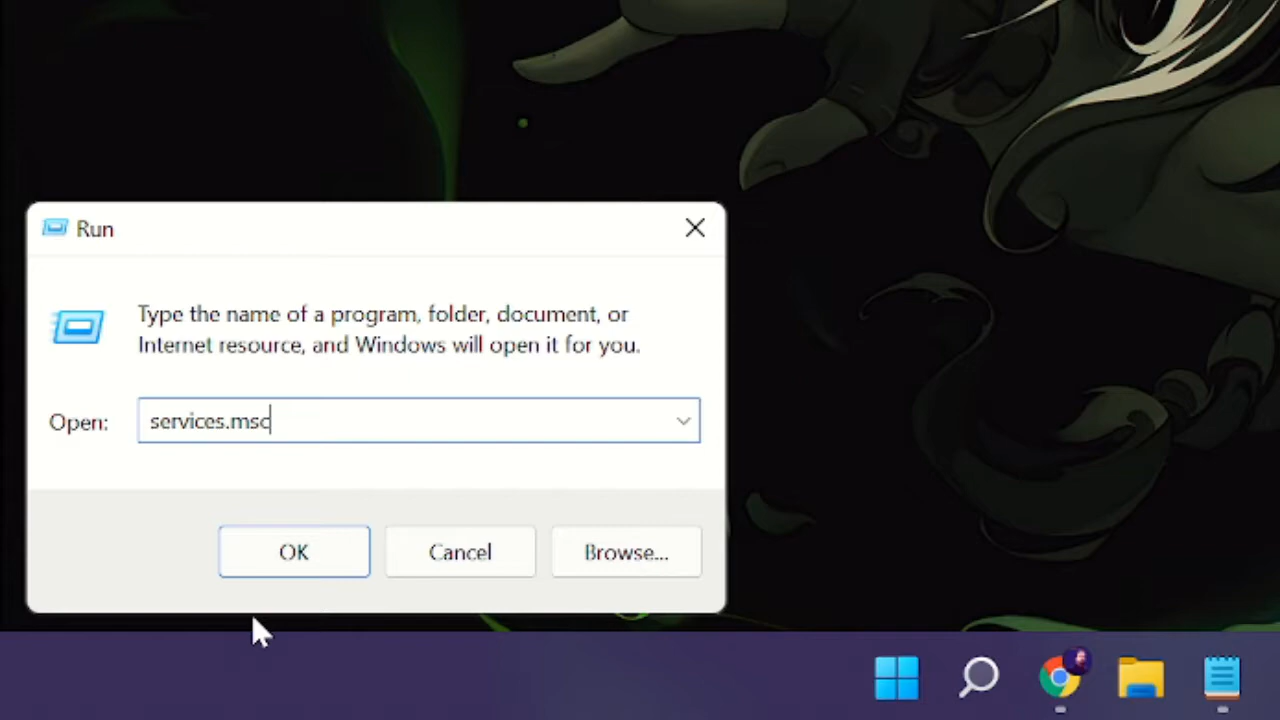 Run
Type the name of a program, folder, document, or
Internet resource, and Windows will open it for you.
Open:
services.msc
OK
Cancel
Browse...